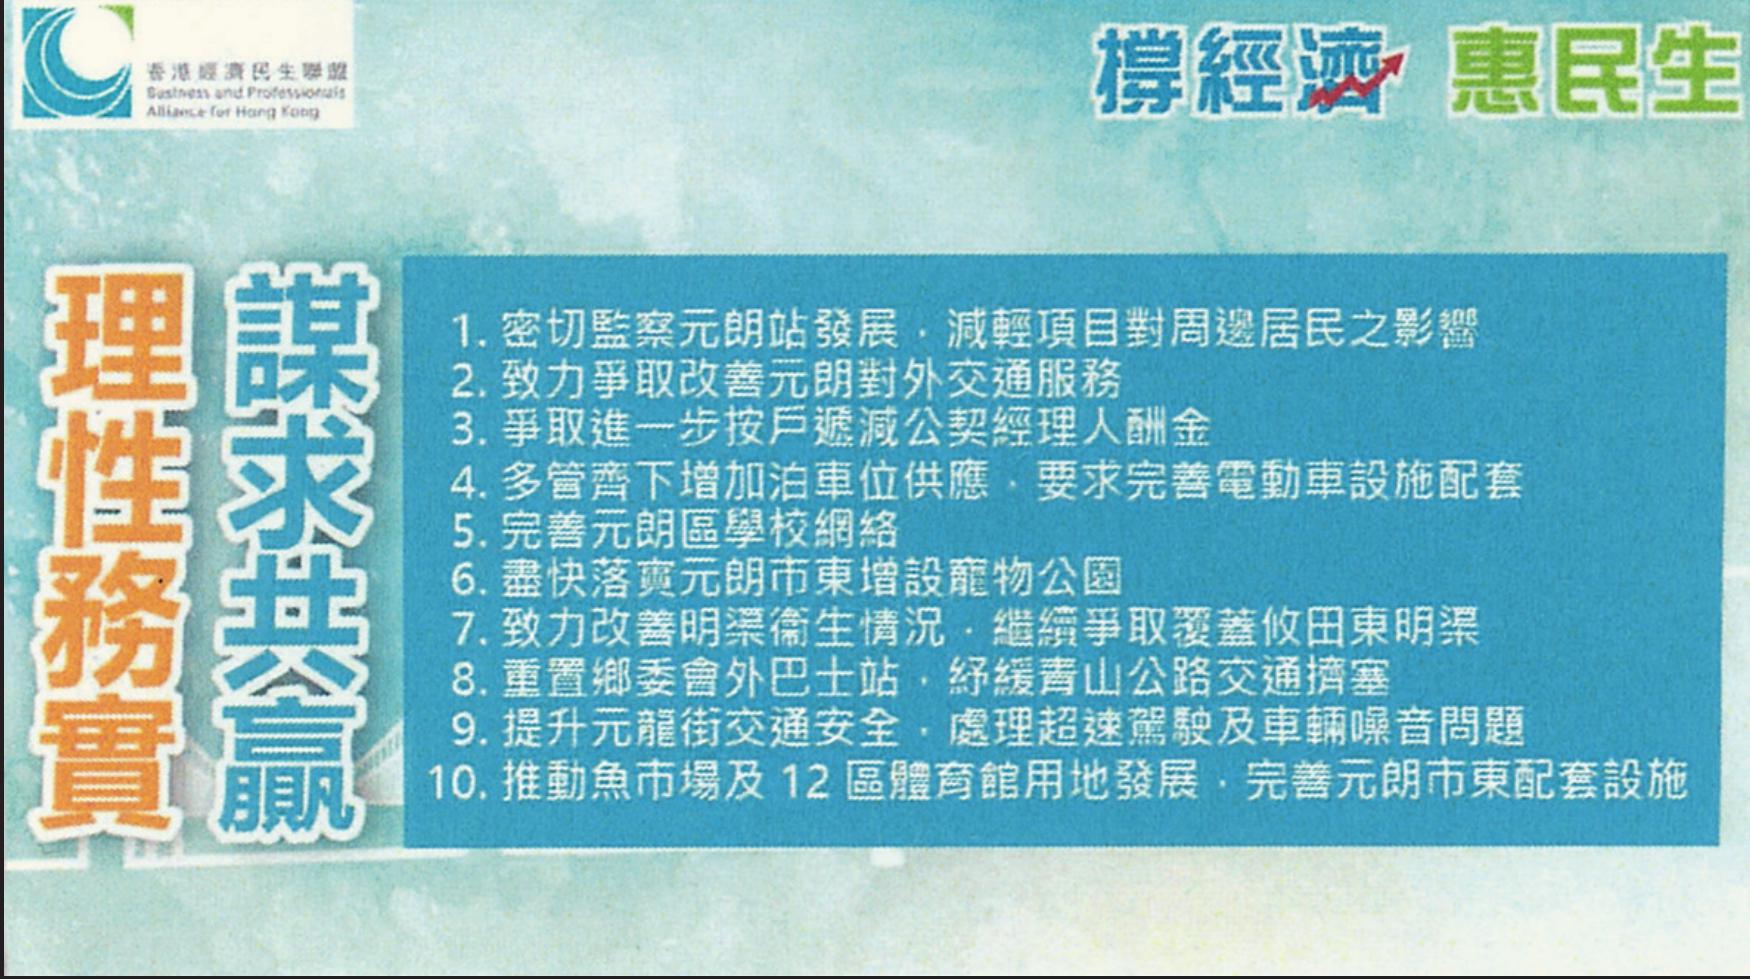 香港經濟民生聯盟
Business and Professionals
Alliance for Hong Kong
撐經濟 惠民生
理性務實
謀求共贏
1. 密切監察元朗站發展，減輕項目對周邊居民之影響
2. 致力爭取改善元朗對外交通服務
3. 爭取進一步按戶遞減公契經理人酬金
4. 多管齊下增加泊車位供應，要求完善電動車設施配套
5. 完善元朗區學校網絡
6. 盡快落實元朗市東增設寵物公園
7. 致力改善明渠衞生情況，繼續爭取覆蓋攸田東明渠
8. 重置鄉委會外巴士站，紓緩青山公路交通擠塞
9. 提升元龍街交通安全，處理超速駕駛及車輛噪音問題
10. 推動魚市場及 12 區體育館用地發展，完善元朗市東配套設施